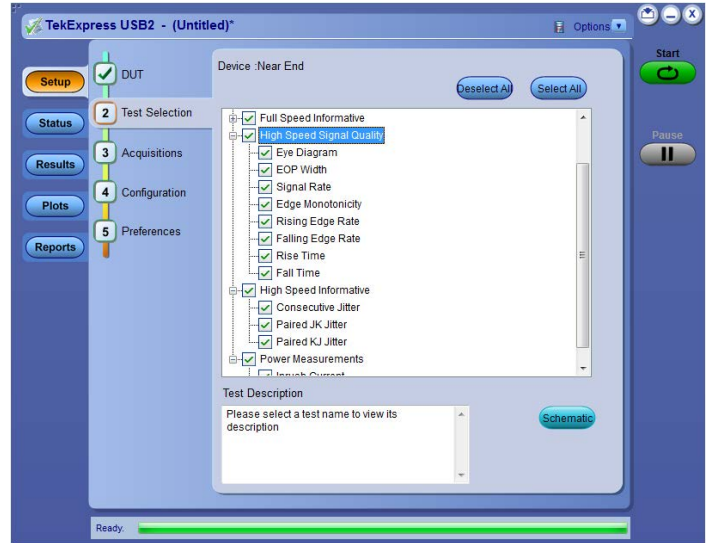 TekExpress USB2 - (Untitled)*
Options
Start
Pause
Setup
Status
Results
Plots
Reports
DUT
2 Test Selection
3 Acquisitions
4 Configuration
5 Preferences
Device :Near End
Deselect All
Select All
Full Speed Informative
High Speed Signal Quality
Eye Diagram
EOP Width
Signal Rate
Edge Monotonicity
Rising Edge Rate
Falling Edge Rate
Rise Time
Fall Time
High Speed Informative
Consecutive Jitter
Paired JK Jitter
Paired KJ Jitter
Power Measurements
Inrush Current
Test Description
Please select a test name to view its
description
Schematic
Ready.